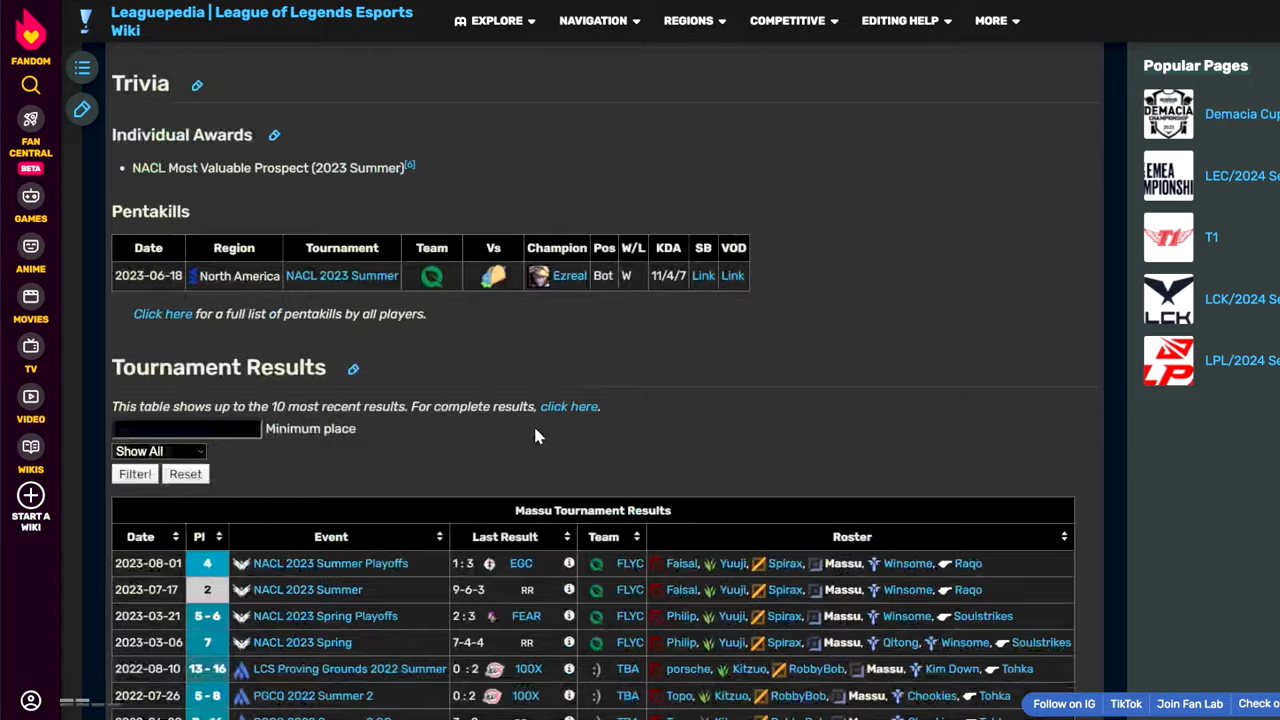 Leaguepedia | League of Legends Esports
Wiki
EXPLORE
NAVIGATION
REGIONS
COMPETITIVE
EDITING HELP
MORE
FANDOM
FAN
CENTRAL
BETA
GAMES
ANIME
MOVIES
TV
VIDEO
WIKIS
START A
WIKI
Trivia
Individual Awards
• NACL Most Valuable Prospect (2023 Summer)[6]
Pentakills
Date Region Tournament Team Vs Champion Pos W/L KDA SB VOD
2023-06-18 North America NACL 2023 Summer Ezreal Bot W 11/4/7 Link Link
Click here for a full list of pentakills by all players.
Tournament Results
This table shows up to the 10 most recent results. For complete results, click here.
Minimum place
Show All
Filter! Reset
Massu Tournament Results
Date Pl Event Last Result Team Roster
2023-08-01 4 NACL 2023 Summer Playoffs 1 : 3 EGC FLYC Faisal, Yuuji, Spirax, Massu, Winsome, Raqo
2023-07-17 2 NACL 2023 Summer 9-6-3 RR FLYC Faisal, Yuuji, Spirax, Massu, Winsome, Raqo
2023-03-21 5 - 6 NACL 2023 Spring Playoffs 2 : 3 FEAR FLYC Philip, Yuuji, Spirax, Massu, Winsome, Soulstrikes
2023-03-06 7 NACL 2023 Spring 7-4-4 RR FLYC Philip, Yuuji, Spirax, Massu, Qitong, Winsome, Soulstrikes
2022-08-10 13 - 16 LCS Proving Grounds 2022 Summer 0 : 2 100X :) TBA porsche, Kitzuo, RobbyBob, Massu, Kim Down, Tohka
2022-07-26 5 - 8 PGCQ 2022 Summer 2 0 : 2 100X :) TBA Topo, Kitzuo, RobbyBob, Massu, Chookies, Tohka
Popular Pages
DEMACIA
CHAMPIONSHIP
2023
Demacia Cu
EMEA
MPIONSHI
LEC/2024 Se
T1
T1
LCK
LCK/2024 S
LPL/2024 Se
Follow on IG
TikTok
Join Fan Lab
Check o